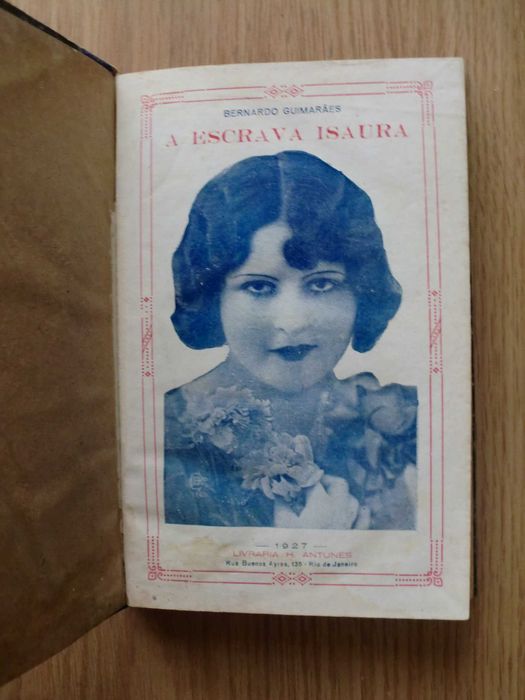 BERNARDO GUIMARÃES
A ESCRAVA ISAURA
— 1927 —
LIVRARIA H. ANTUNES
Rua Buenos Ayres, 135 - Rio de Janeiro